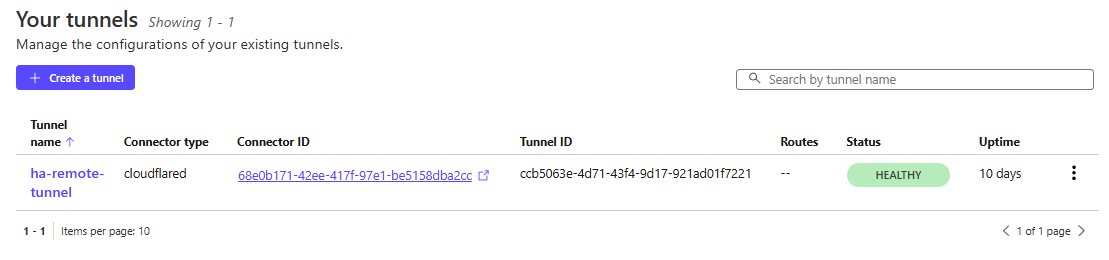 Your tunnels Showing 1 - 1
Manage the configurations of your existing tunnels.
+ Create a tunnel
Search by tunnel name
Tunnel name ↑ Connector type Connector ID Tunnel ID Routes Status Uptime
ha-remote-tunnel cloudflared 68e0b171-42ee-417f-97e1-be5158dba2cc ccb5063e-4d71-43f4-9d17-921ad01f7221 -- HEALTHY 10 days
1 - 1 Items per page: 10 1 of 1 page